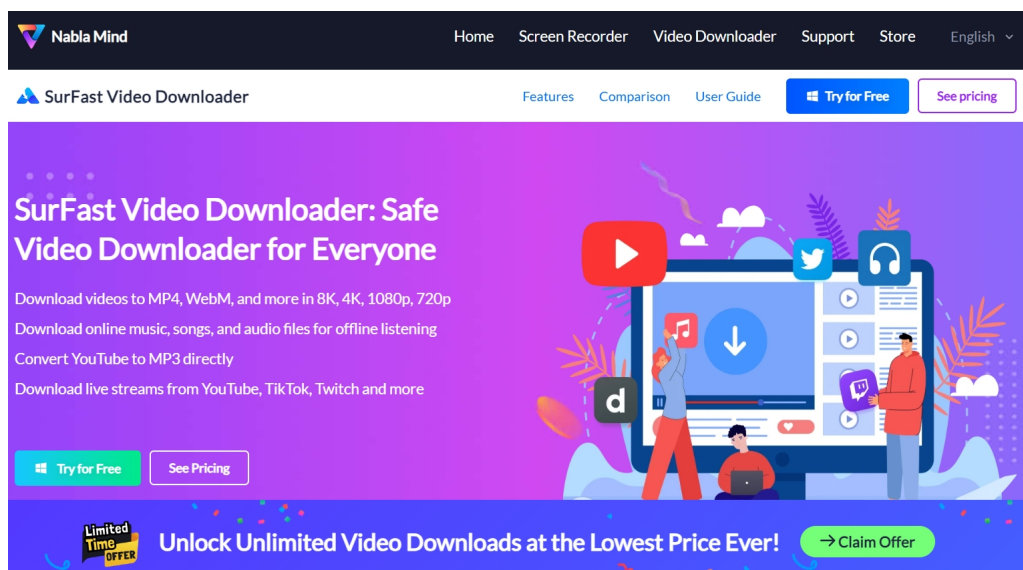 Nabla Mind
Home Screen Recorder Video Downloader Support Store English
SurFast Video Downloader
Features Comparison User Guide Try for Free See pricing
SurFast Video Downloader: Safe
Video Downloader for Everyone
Download videos to MP4, WebM, and more in 8K, 4K, 1080p, 720p
Download online music, songs, and audio files for offline listening
Convert YouTube to MP3 directly
Download live streams from YouTube, TikTok, Twitch and more
d
Try for Free See Pricing
Limited
Time
OFFER
Unlock Unlimited Video Downloads at the Lowest Price Ever!
→ Claim Offer